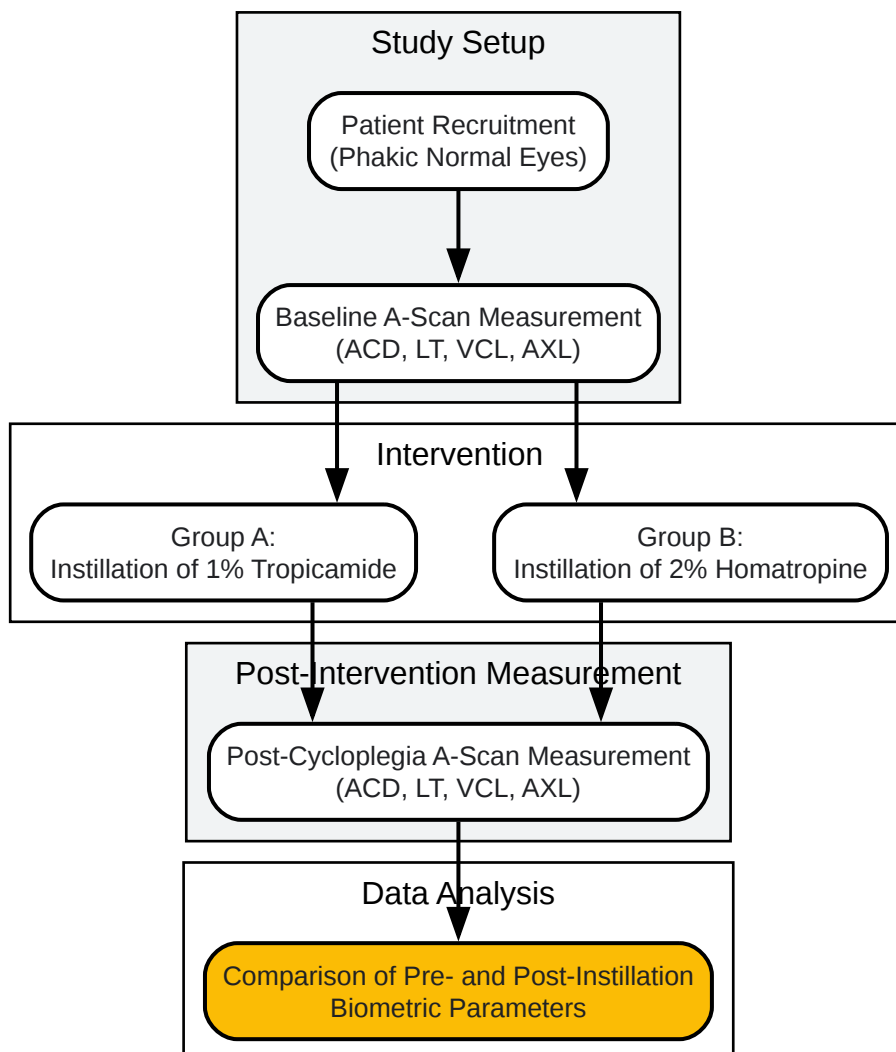 Study Setup
Patient Recruitment
(Phakic Normal Eyes)
Baseline A-Scan Measurement
(ACD, LT, VCL, AXL)
Intervention
Group A:
Instillation of 1% Tropicamide
Group B:
Instillation of 2% Homatropine
Post-Intervention Measurement
Post-Cycloplegia A-Scan Measurement
(ACD, LT, VCL, AXL)
Data Analysis
Comparison of Pre- and Post-Instillation
Biometric Parameters